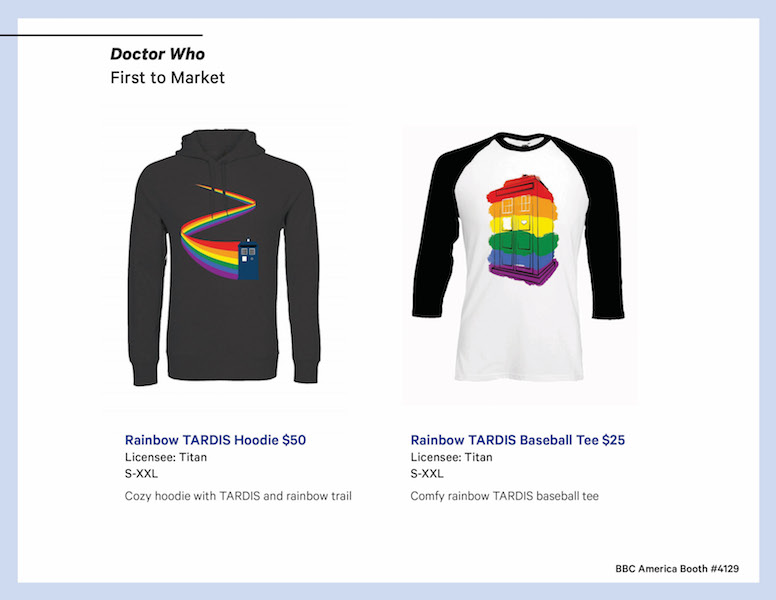 Doctor Who
First to Market
Rainbow TARDIS Hoodie $50
Licensee: Titan
S-XXL
Cozy hoodie with TARDIS and rainbow trail
Rainbow TARDIS Baseball Tee $25
Licensee: Titan
S-XXL
Comfy rainbow TARDIS baseball tee
BBC America Booth #4129